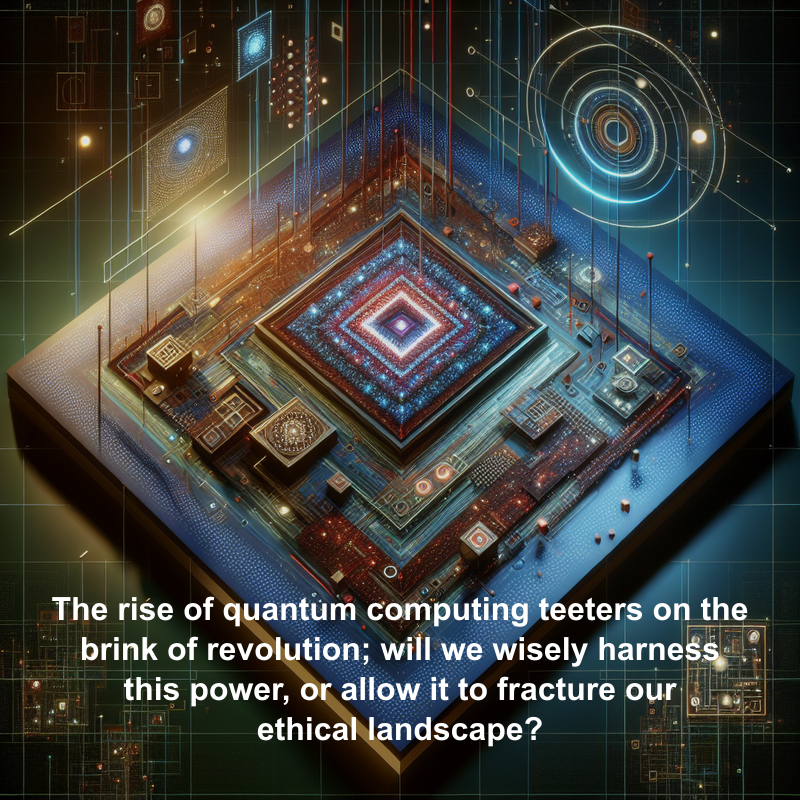 The rise of quantum computing teeters on the
brink of revolution; will we wisely harness
this power, or allow it to fracture our
ethical landscape?